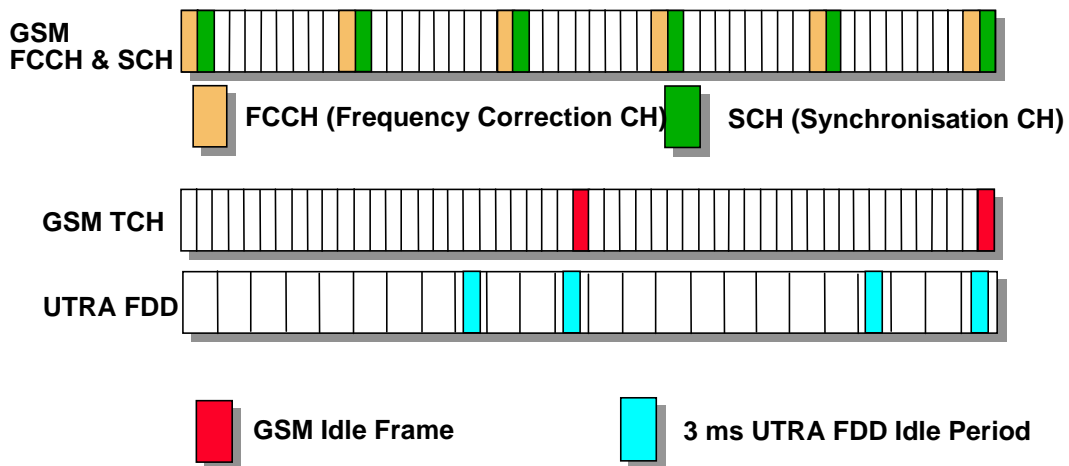 GSM
FCCH & SCH
FCCH (Frequency Correction CH)
SCH (Synchronisation CH)
GSM TCH
UTRA FDD
GSM Idle Frame
3 ms UTRA FDD Idle Period